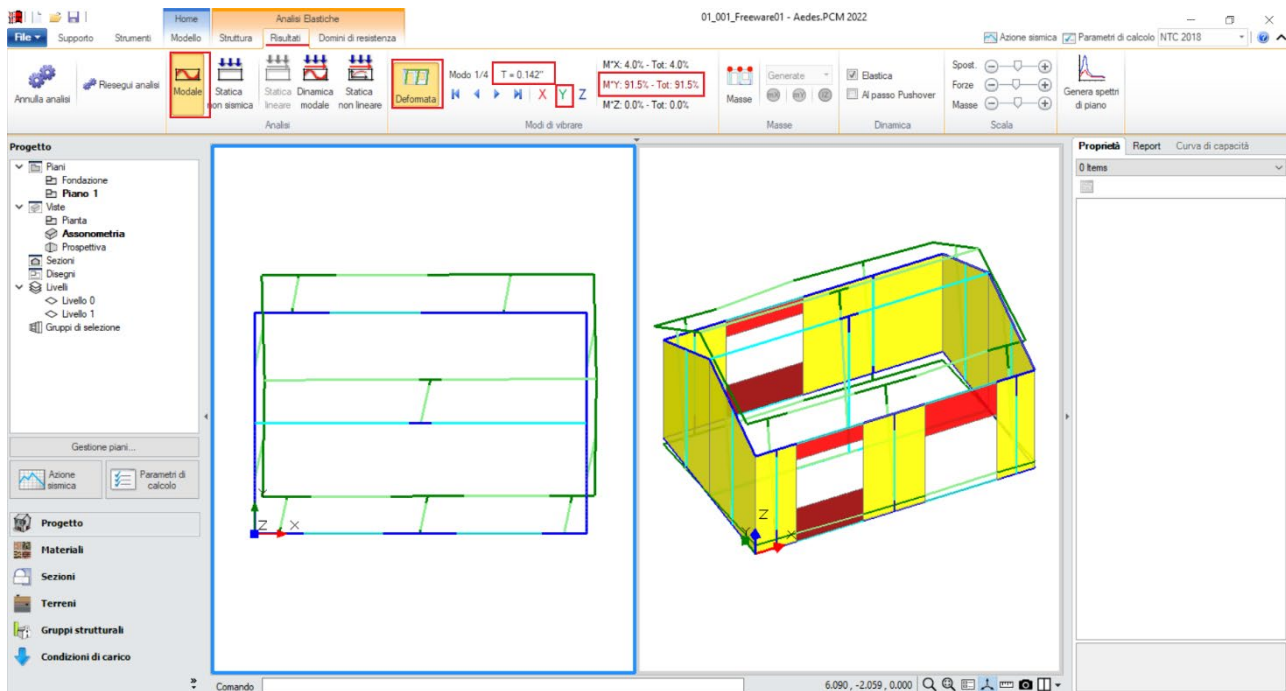 01_001_Freeware01 - Aedes.PCM 2022
Home
Analisi Elastiche
File
Supporto
Strumenti
Modello
Struttura
Risultati
Domini di resistenza
Azione sismica
Parametri di calcolo
NTC 2018
Annulla analisi
Riesegui analisi
Modale
Statica non sismica
Statica lineare
Dinamica modale
Statica non lineare
Analisi
Deformata
Modo 1/4
T = 0.142"
X Y Z
M*X: 4.0% - Tot: 4.0%
M*Y: 91.5% - Tot: 91.5%
M*Z: 0.0% - Tot: 0.0%
Modi di vibrare
Masse
Generate
Masse
Elastica
Al passo Pushover
Dinamica
Spost.
Forze
Masse
Scala
Genera spettri di piano
Progetto
Piani
Fondazione
Piano 1
Viste
Pianta
Assonometria
Prospettiva
Sezioni
Disegni
Livelli
Livello 0
Livello 1
Gruppi di selezione
Gestione piani...
Azione sismica
Parametri di calcolo
Progetto
Materiali
Sezioni
Terreni
Gruppi strutturali
Condizioni di carico
Z X
Z
X
Proprietà
Report
Curva di capacità
0 Items
Comando
6.090 , -2.059 , 0.000